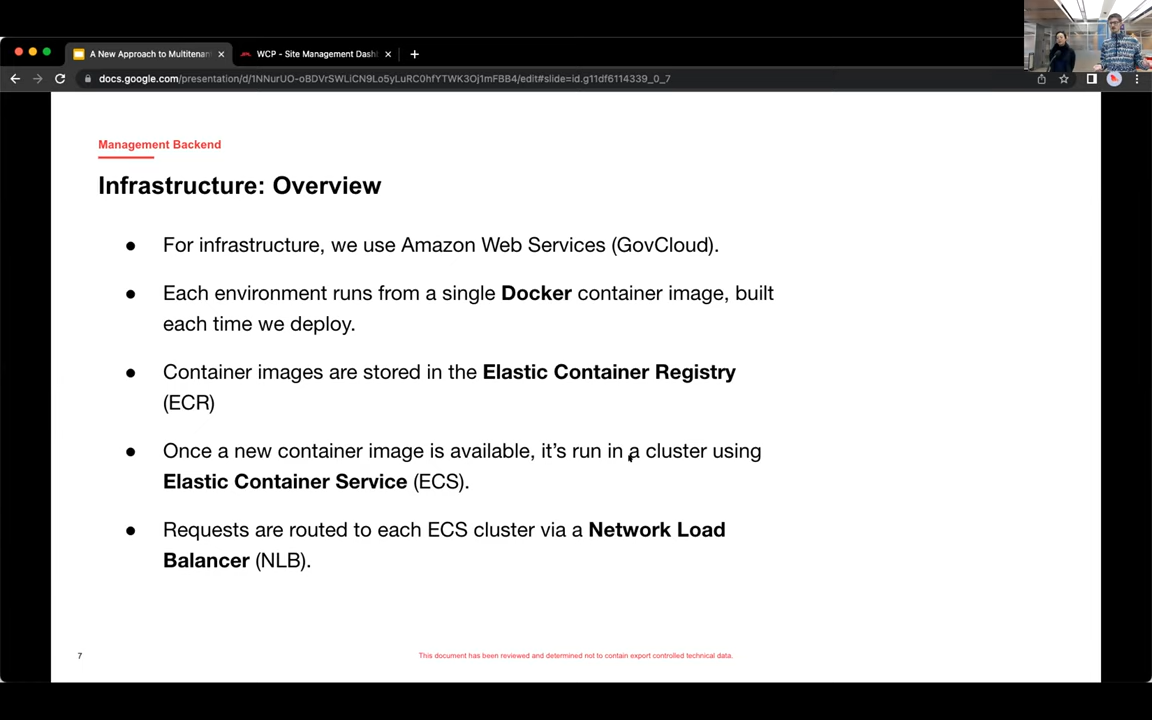 A New Approach to Multitenan
WCP - Site Management Dash
docs.google.com/presentation/d/1NNurUO-oBDVrSWLiCN9Lo5yLuRC0hfYTWK3Oj1mFBB4/edit#slide=id.g11df6114339_0_7
Management Backend
Infrastructure: Overview
● For infrastructure, we use Amazon Web Services (GovCloud).
● Each environment runs from a single Docker container image, built
each time we deploy.
● Container images are stored in the Elastic Container Registry
(ECR)
● Once a new container image is available, it’s run in a cluster using
Elastic Container Service (ECS).
● Requests are routed to each ECS cluster via a Network Load
Balancer (NLB).
7
This document has been reviewed and determined not to contain export controlled technical data.